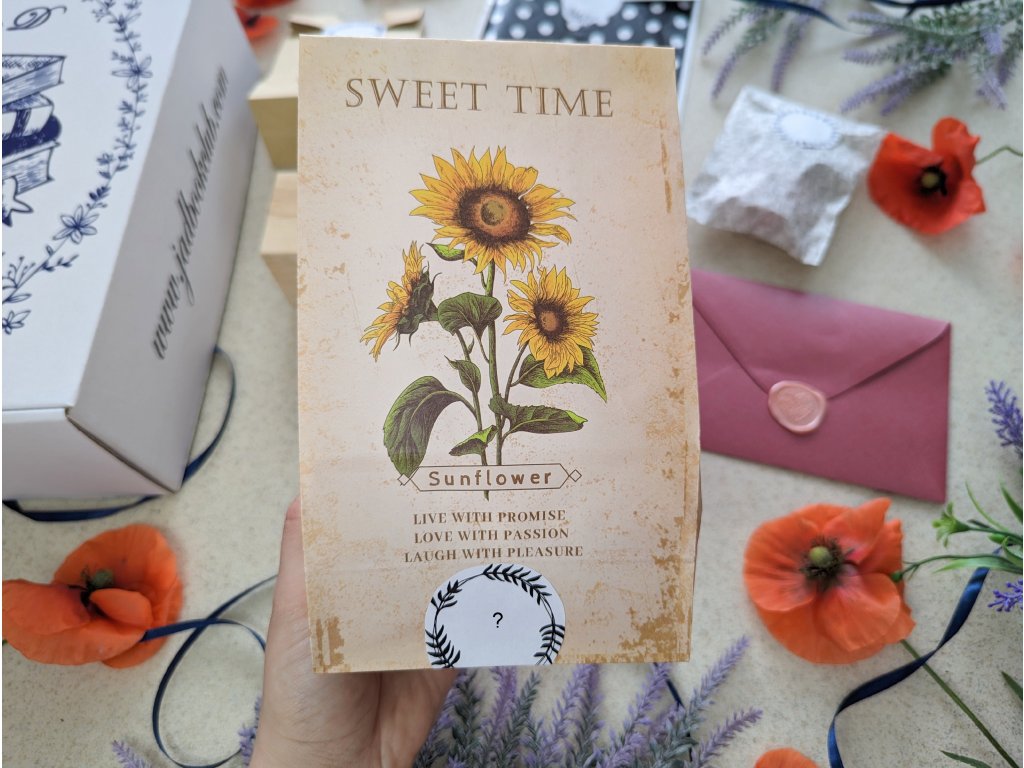 SWEET TIME
Sunflower
LIVE WITH PROMISE
LOVE WITH PASSION
LAUGH WITH PLEASURE
?